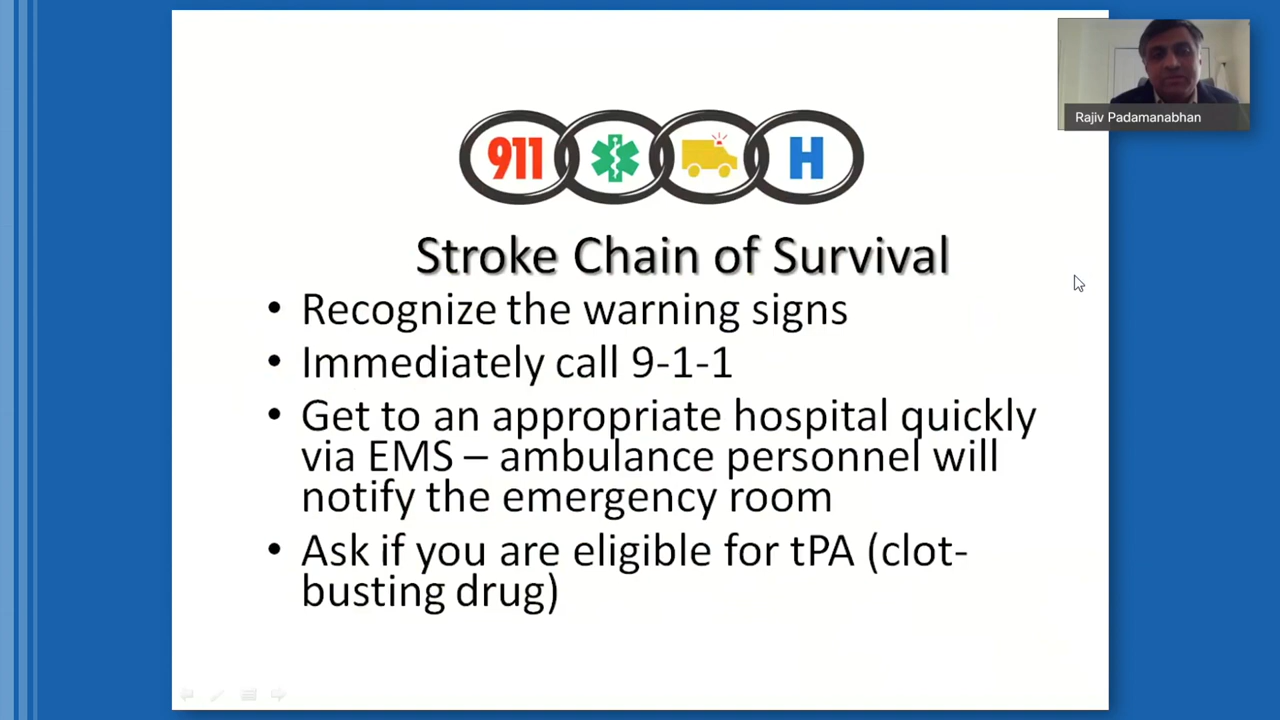 Rajiv Padamanabhan
911 H
Stroke Chain of Survival
• Recognize the warning signs
• Immediately call 9-1-1
• Get to an appropriate hospital quickly
via EMS – ambulance personnel will
notify the emergency room
• Ask if you are eligible for tPA (clot-
busting drug)